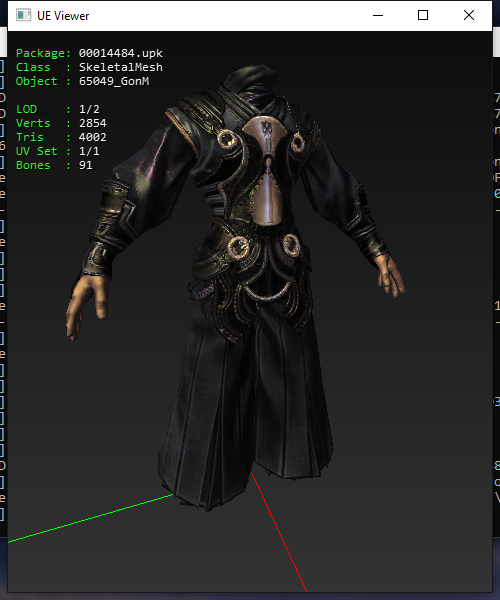 UE Viewer
Package: 00014484.upk
Class  : SkeletalMesh
Object : 65049_GonM
LOD    : 1/2
Verts  : 2854
Tris   : 4002
UV Set : 1/1
Bones  : 91